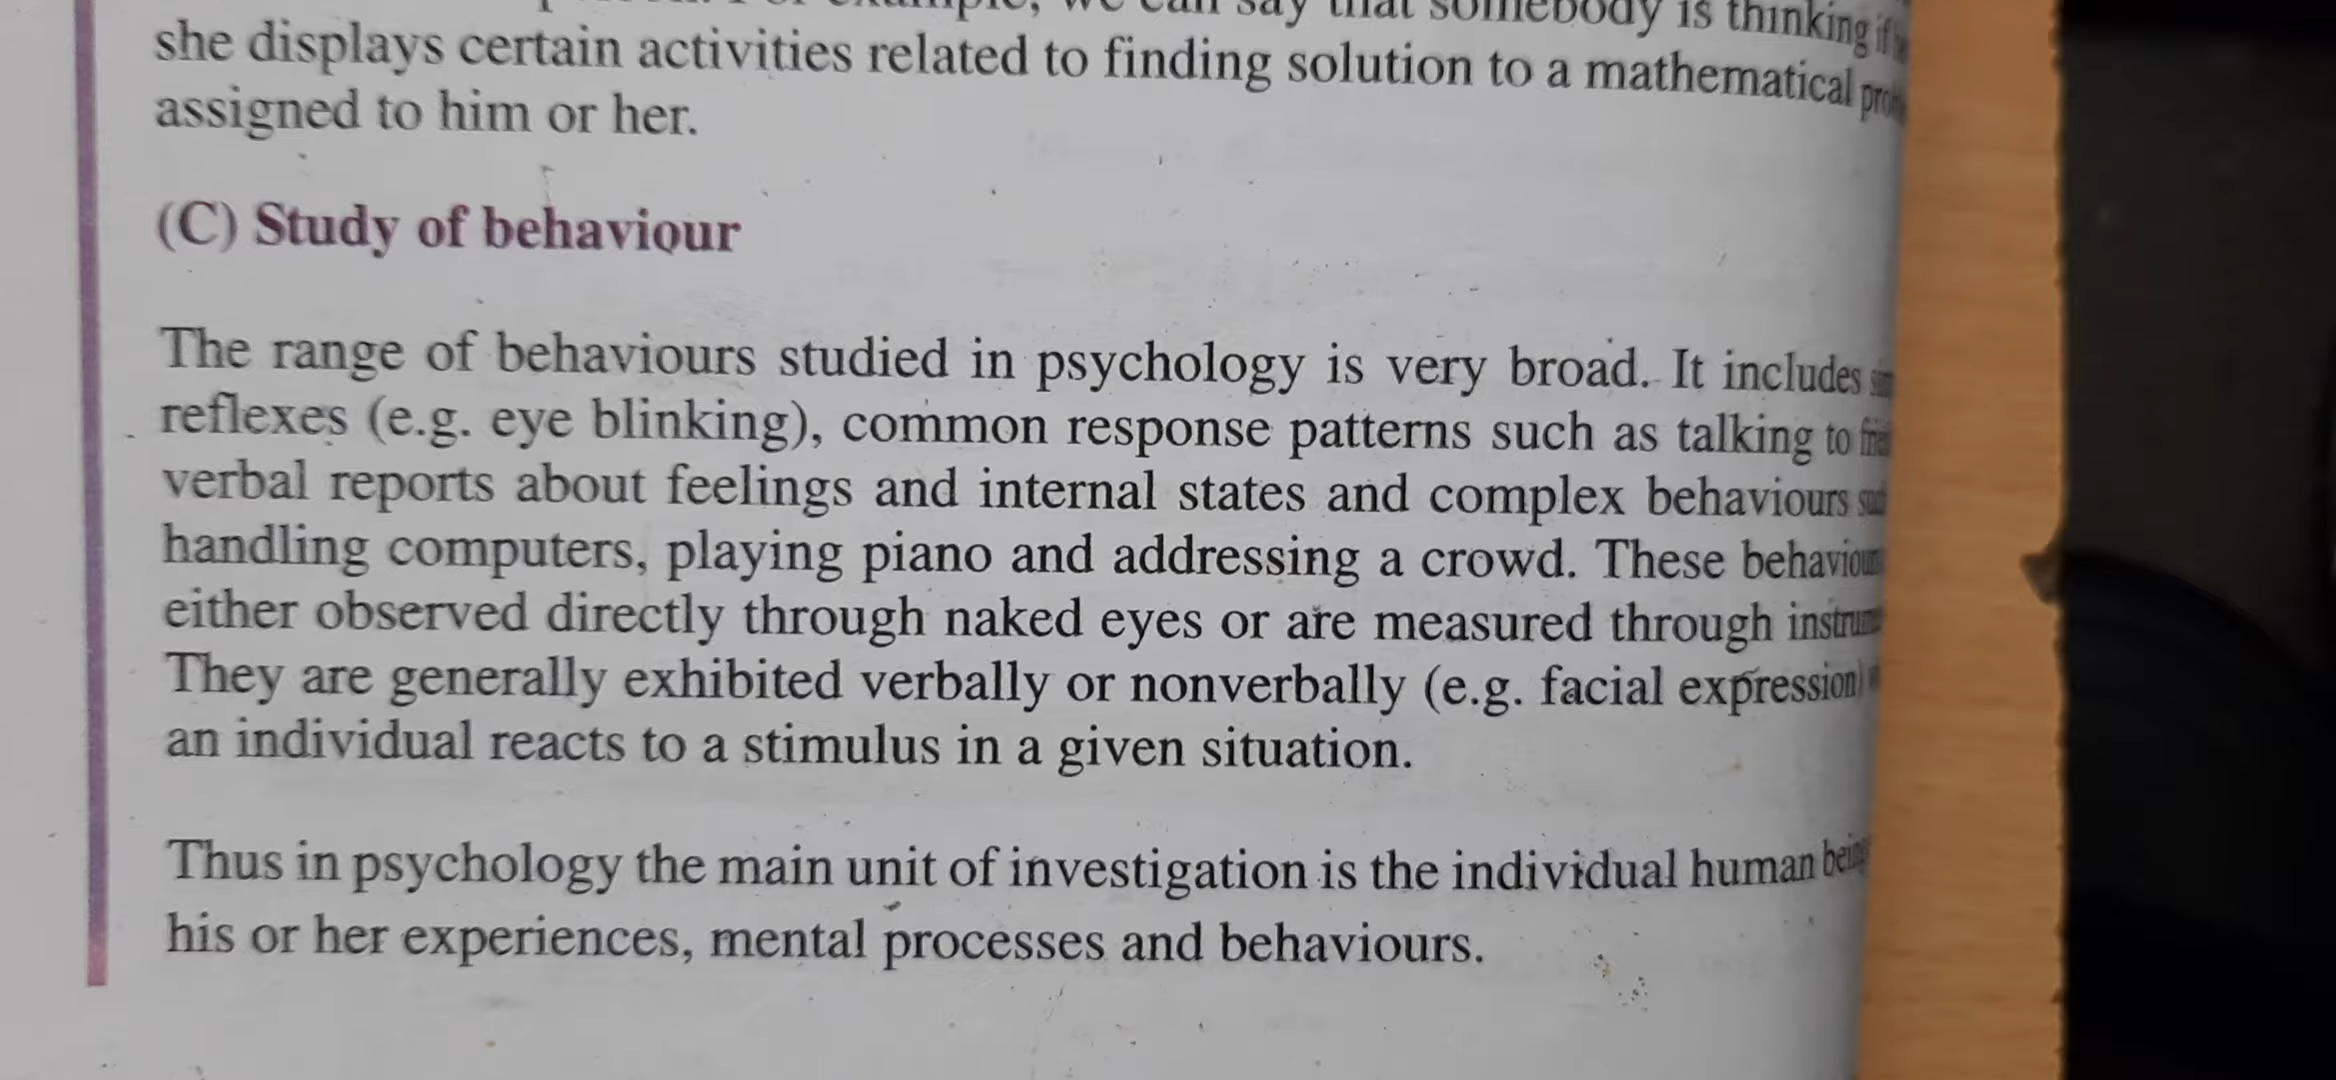 she displays certain activities related to finding solution to a mathematical
assigned to him or her.
(C) Study of behaviour
The range of behaviours studied in psychology is very broad. It includes
reflexes (e.g. eye blinking), common response patterns such as talking to
verbal reports about feelings and internal states and complex behaviours
handling computers, playing piano and addressing a crowd. These
either observed directly through naked eyes or are measured through
They are generally exhibited verbally or nonverbally (e.g. facial expression)
an individual reacts to a stimulus in a given situation.
Thus in psychology the main unit of investigation is the individual human being
his or her experiences, mental processes and behaviours.